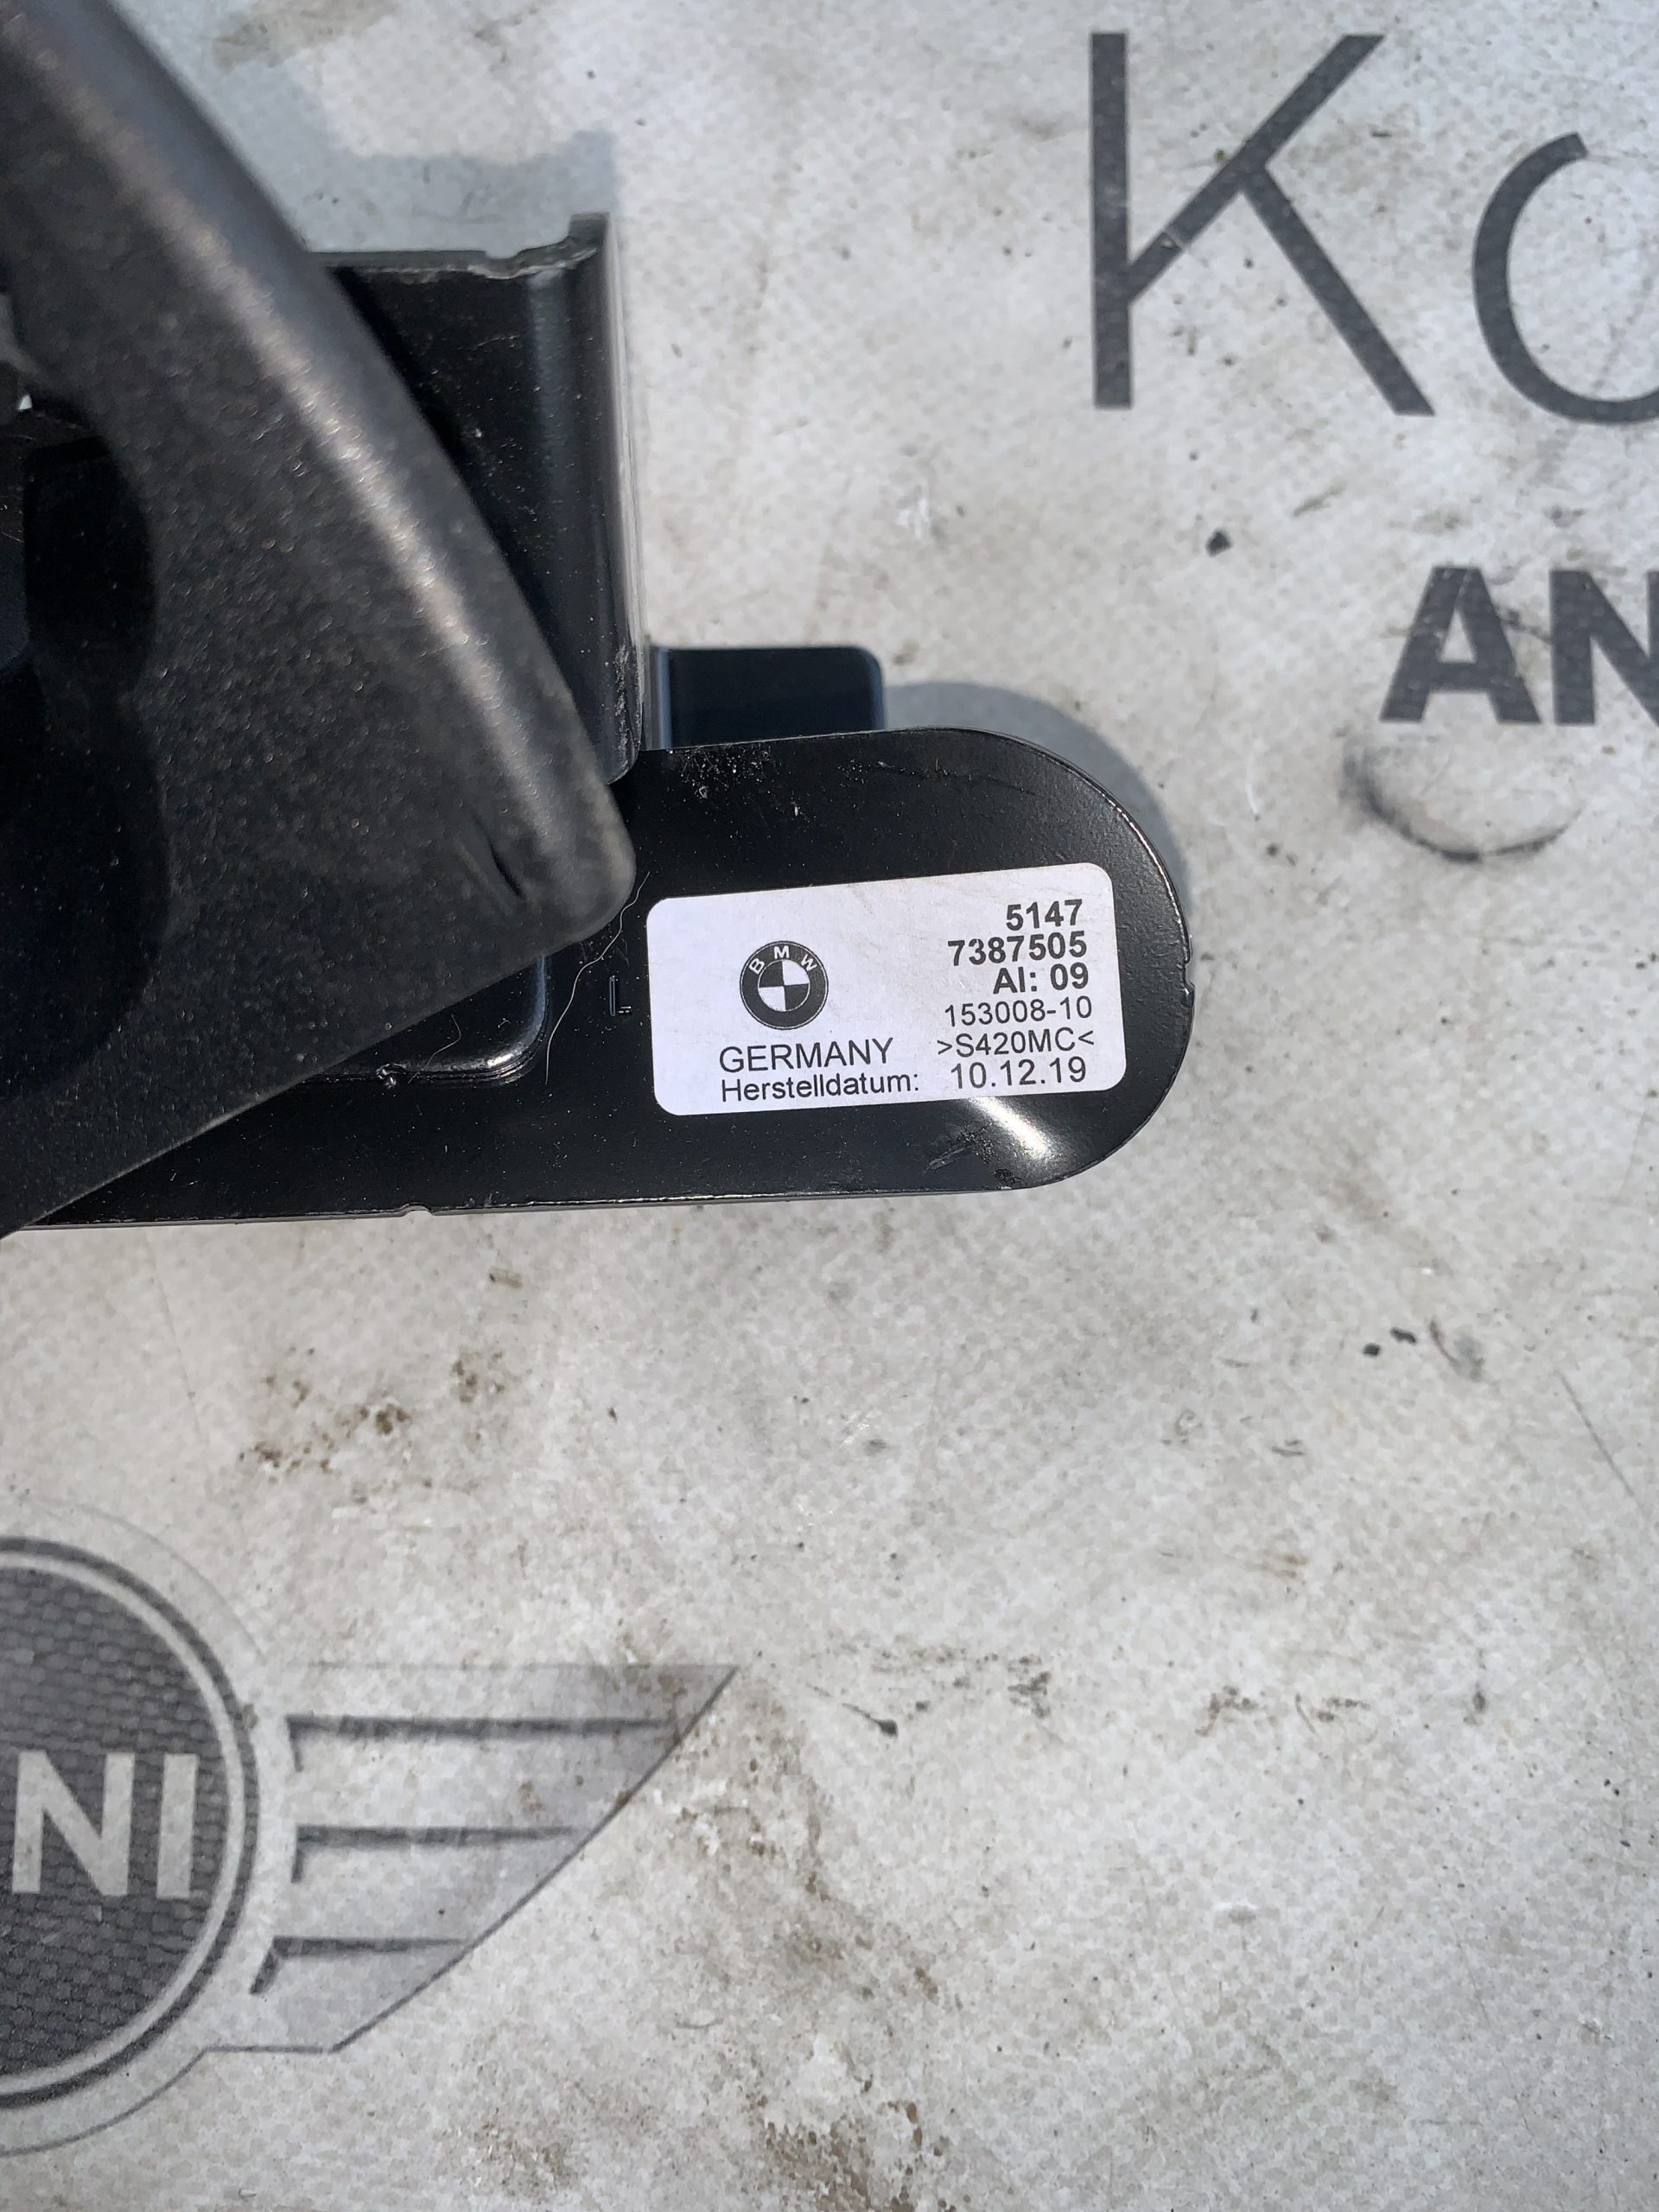 K
AN
5147
7387505
AI: 09
153008-10
>S420MC<
BMW
GERMANY
Herstelldatum: 10.12.19
L
NI